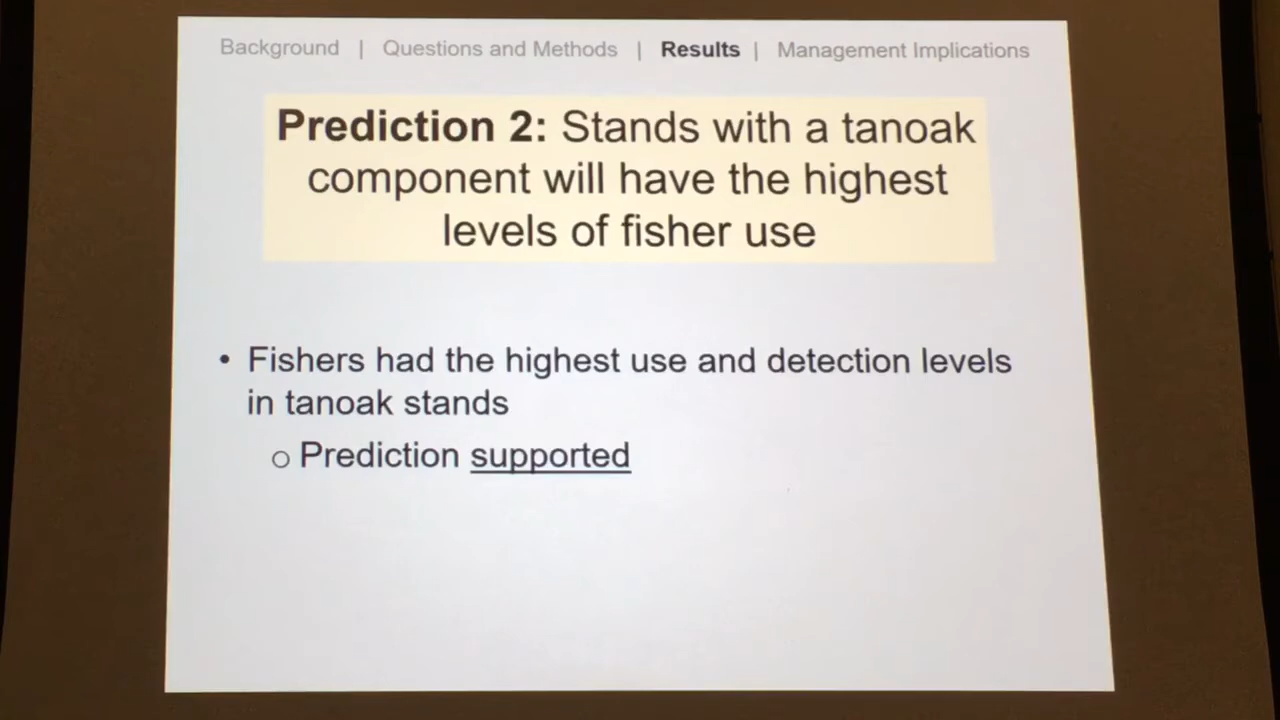 Background | Questions and Methods | Results | Management Implications
Prediction 2: Stands with a tanoak
component will have the highest
levels of fisher use
• Fishers had the highest use and detection levels
in tanoak stands
o Prediction supported